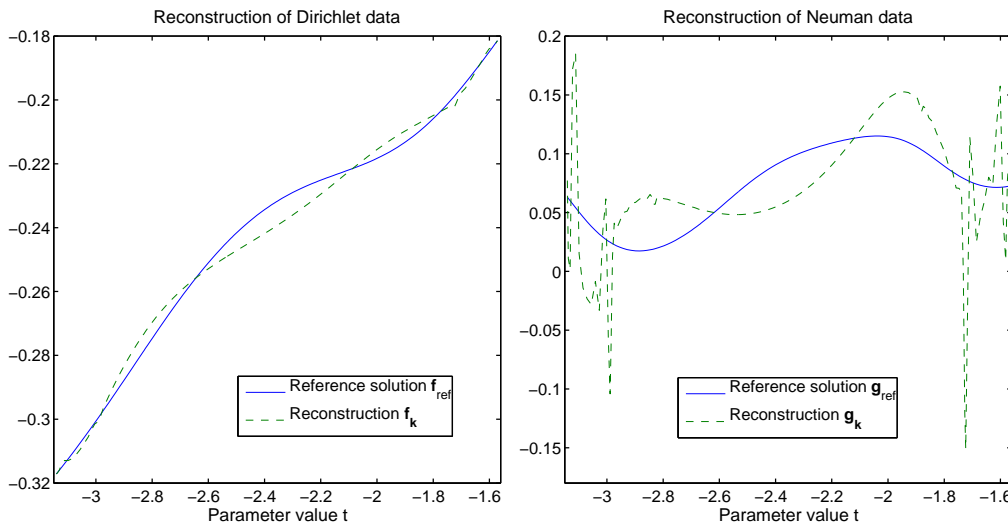 Reconstruction of Dirichlet data
−0.18
−0.2
−0.22
−0.24
−0.26
−0.28
−0.3
−0.32
−3 −2.8 −2.6 −2.4 −2.2 −2 −1.8 −1.6
Parameter value t
Reference solution f_ref
Reconstruction f_k
Reconstruction of Neuman data
0.2
0.15
0.1
0.05
0
−0.05
−0.1
−0.15
−3 −2.8 −2.6 −2.4 −2.2 −2 −1.8 −1.6
Parameter value t
Reference solution g_ref
Reconstruction g_k